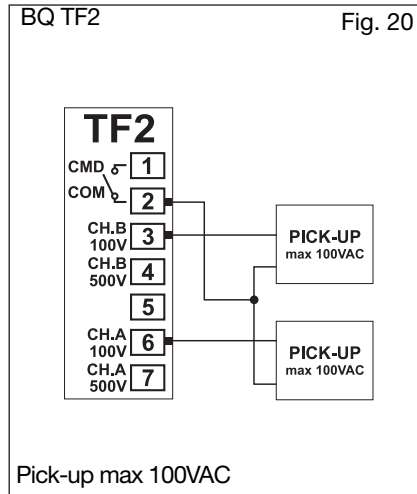 BQ TF2
Fig. 20
TF2
CMD
1
COM
2
CH.B
100V
3
CH.B
500V
4
5
CH.A
100V
6
CH.A
500V
7
PICK-UP
max 100VAC
PICK-UP
max 100VAC
Pick-up max 100VAC